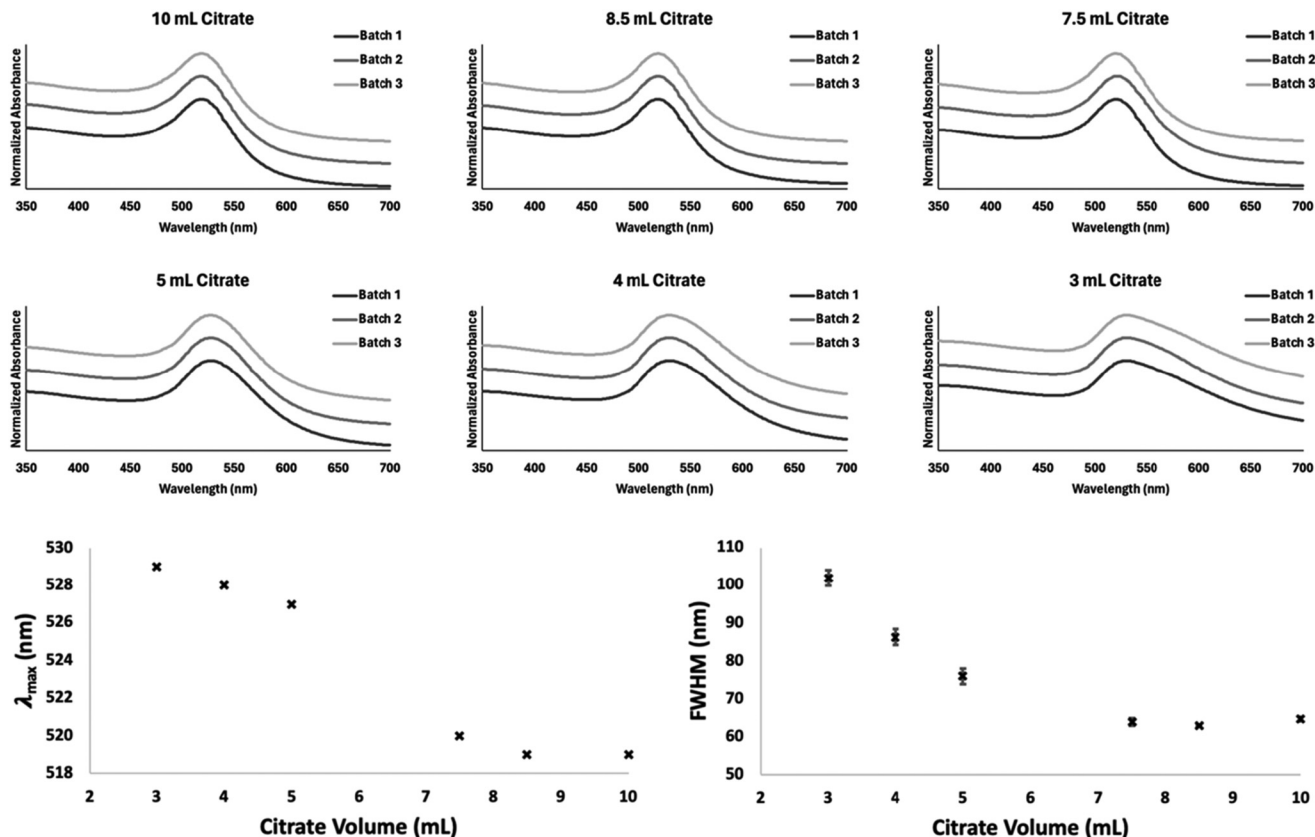 10 mL Citrate
Normalized Absorbance
Batch 1
Batch 2
Batch 3
350 400 450 500 550 600 650 700
Wavelength (nm)
8.5 mL Citrate
Normalized Absorbance
Batch 1
Batch 2
Batch 3
350 400 450 500 550 600 650 700
Wavelength (nm)
7.5 mL Citrate
Normalized Absorbance
Batch 1
Batch 2
Batch 3
350 400 450 500 550 600 650 700
Wavelength (nm)
5 mL Citrate
Normalized Absorbance
Batch 1
Batch 2
Batch 3
350 400 450 500 550 600 650 700
Wavelength (nm)
4 mL Citrate
Normalized Absorbance
Batch 1
Batch 2
Batch 3
350 400 450 500 550 600 650 700
Wavelength (nm)
3 mL Citrate
Normalized Absorbance
Batch 1
Batch 2
Batch 3
350 400 450 500 550 600 650 700
Wavelength (nm)
λmax (nm)
530
528
526
524
522
520
518
2 3 4 5 6 7 8 9 10
Citrate Volume (mL)
FWHM (nm)
110
100
90
80
70
60
50
2 3 4 5 6 7 8 9 10
Citrate Volume (mL)